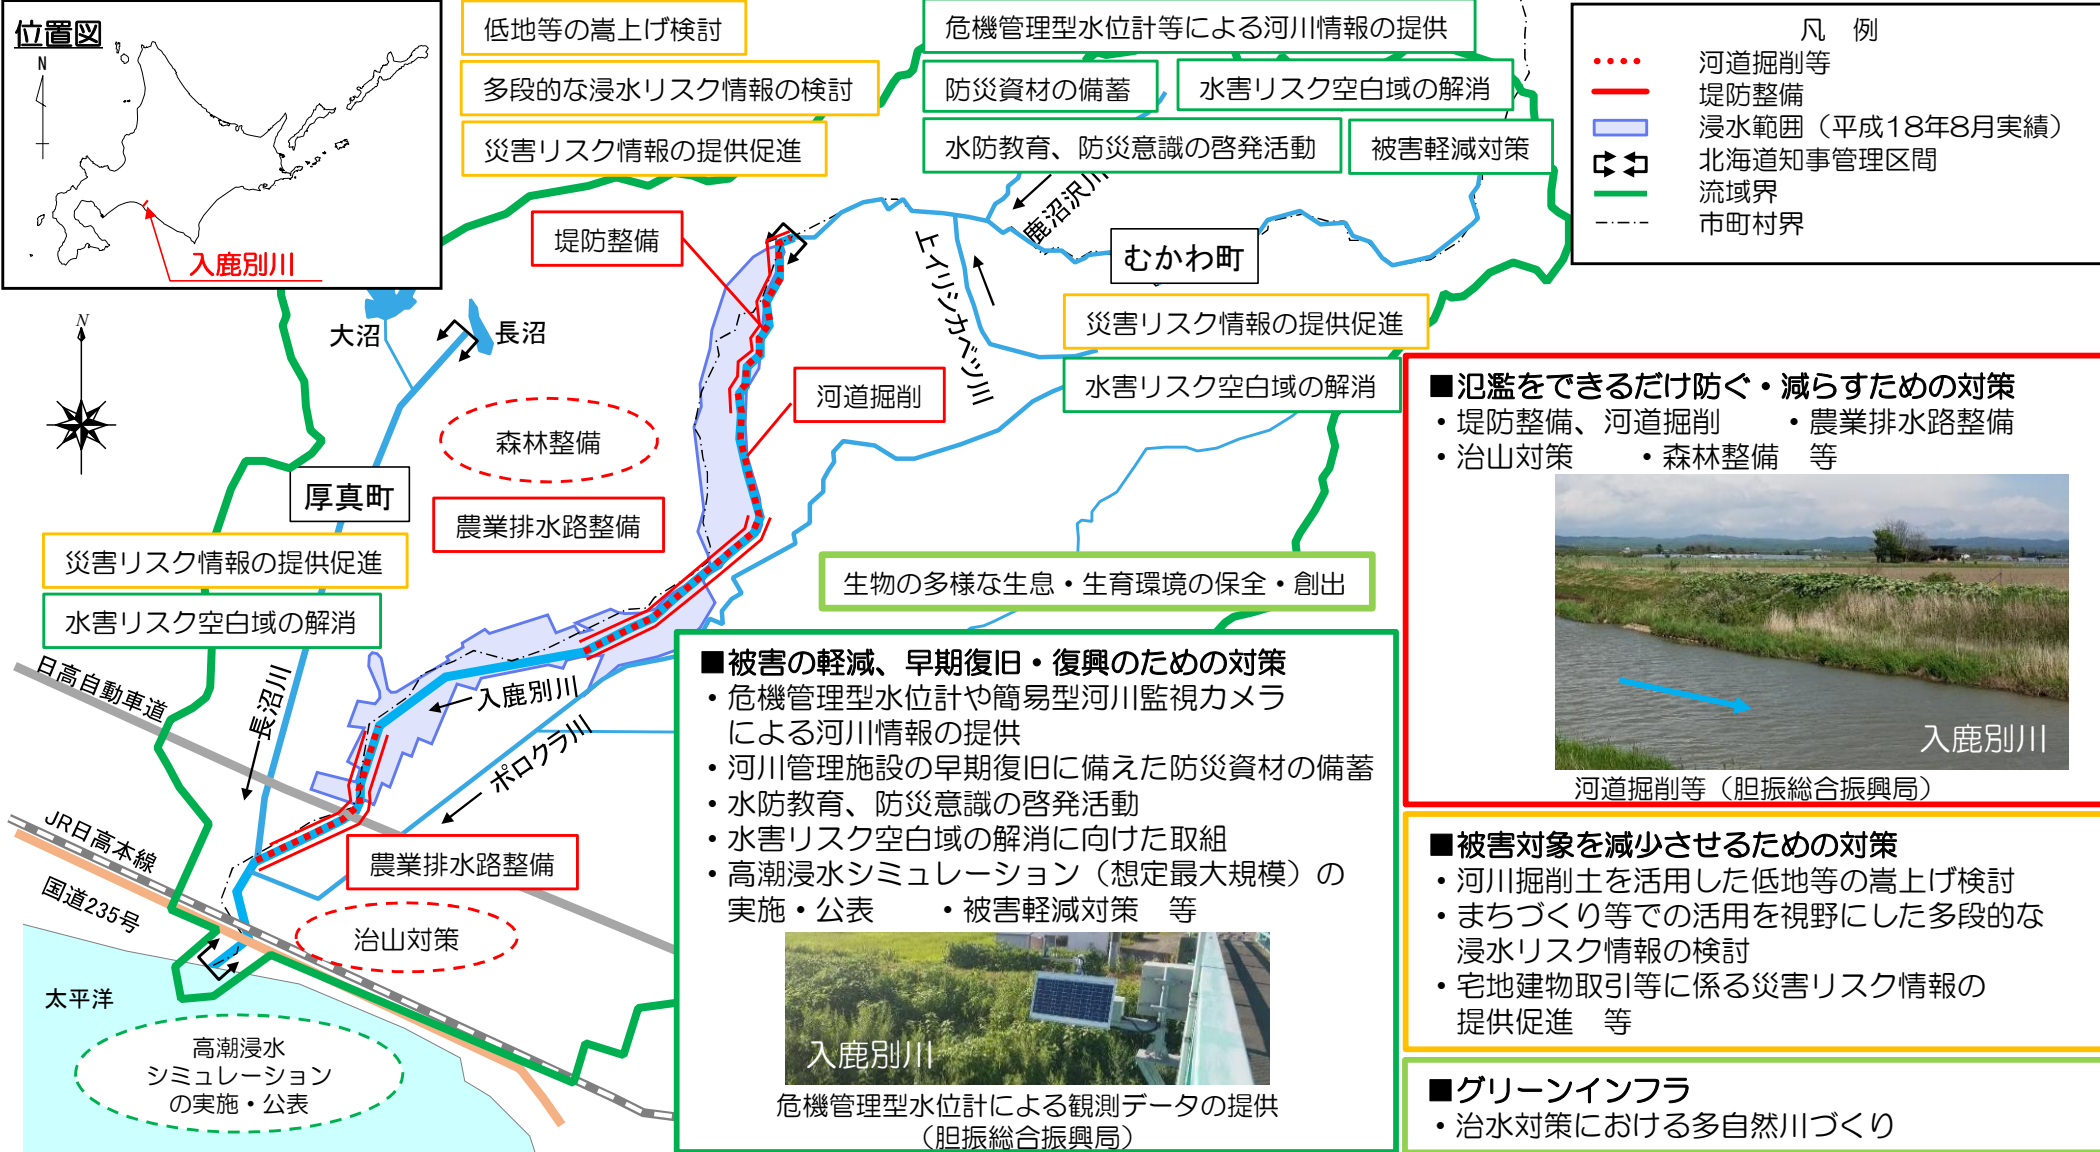 位置図
N
入鹿別川
低地等の嵩上げ検討
多段的な浸水リスク情報の検討
災害リスク情報の提供促進
危機管理型水位計等による河川情報の提供
防災資材の備蓄
水害リスク空白域の解消
水防教育、防災意識の啓発活動
被害軽減対策
凡 例
河道掘削等
堤防整備
浸水範囲（平成18年8月実績）
北海道知事管理区間
流域界
市町村界
堤防整備
鹿沼沢川
上イリシカベツ川
むかわ町
災害リスク情報の提供促進
水害リスク空白域の解消
N
大沼
長沼
河道掘削
森林整備
厚真町
農業排水路整備
災害リスク情報の提供促進
水害リスク空白域の解消
生物の多様な生息・生育環境の保全・創出
日高自動車道
長沼川
入鹿別川
ポロクラ川
JR日高本線
国道235号
農業排水路整備
治山対策
太平洋
高潮浸水
シミュレーション
の実施・公表
■被害の軽減、早期復旧・復興のための対策
・危機管理型水位計や簡易型河川監視カメラ
による河川情報の提供
・河川管理施設の早期復旧に備えた防災資材の備蓄
・水防教育、防災意識の啓発活動
・水害リスク空白域の解消に向けた取組
・高潮浸水シミュレーション（想定最大規模）の
実施・公表 ・被害軽減対策 等
入鹿別川
危機管理型水位計による観測データの提供
（胆振総合振興局）
■氾濫をできるだけ防ぐ・減らすための対策
・堤防整備、河道掘削 ・農業排水路整備
・治山対策 ・森林整備 等
入鹿別川
河道掘削等（胆振総合振興局）
■被害対象を減少させるための対策
・河川掘削土を活用した低地等の嵩上げ検討
・まちづくり等での活用を視野にした多段的な
浸水リスク情報の検討
・宅地建物取引等に係る災害リスク情報の
提供促進 等
■グリーンインフラ
・治水対策における多自然川づくり